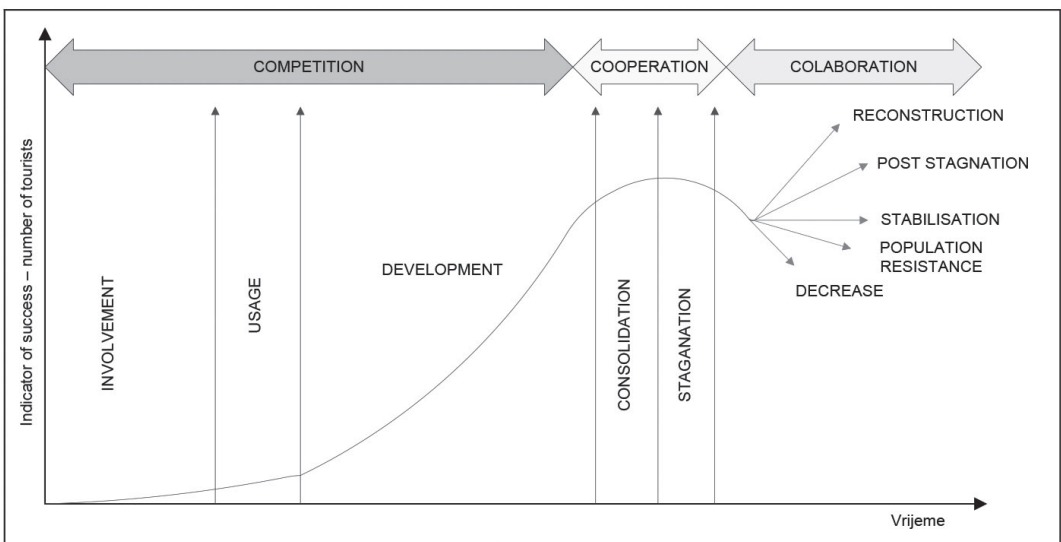 COMPETITION
COOPERATION
COLABORATION
Indicator of success – number of tourists
INVOLVEMENT
USAGE
DEVELOPMENT
CONSOLIDATION
STAGANATION
RECONSTRUCTION
POST STAGNATION
STABILISATION
POPULATION
RESISTANCE
DECREASE
Vrijeme